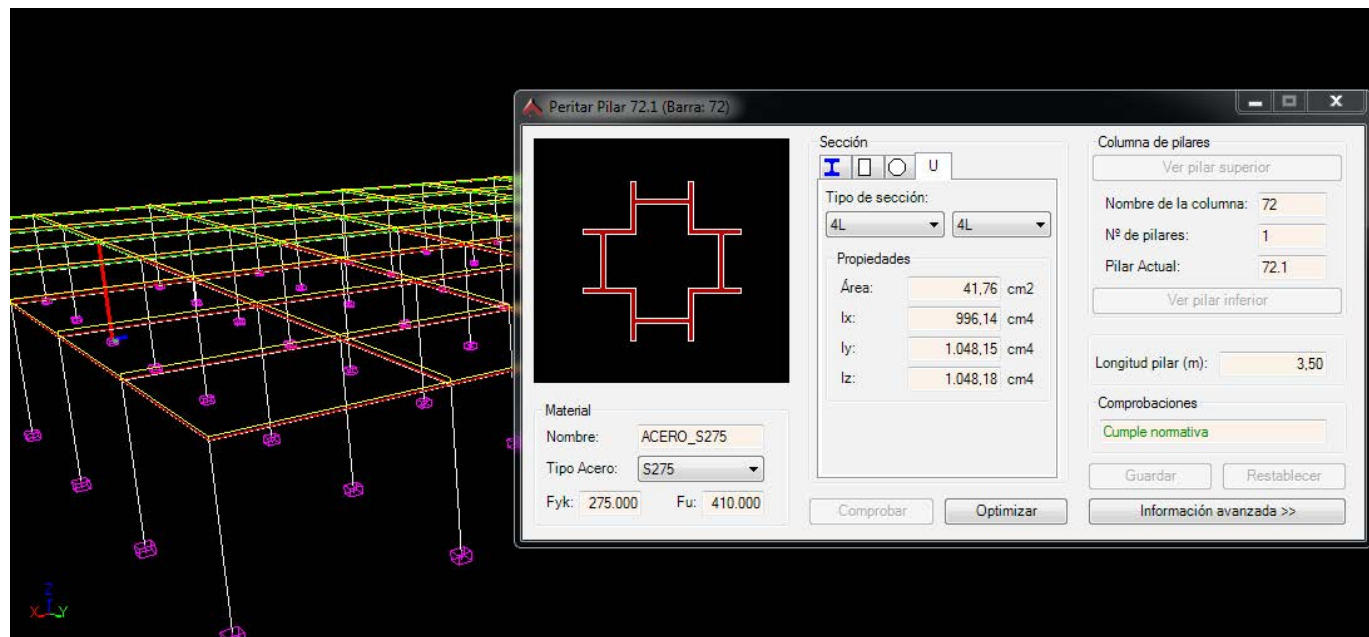 Peritar Pilar 72.1 (Barra: 72)
Sección
U
Tipo de sección:
4L 4L
Propiedades
Área: 41,76 cm2
Ix: 996,14 cm4
Iy: 1.048,15 cm4
Iz: 1.048,18 cm4
Material
Nombre: ACERO_S275
Tipo Acero: S275
Fyk: 275.000 Fu: 410.000
Comprobar Optimizar
Columna de pilares
Ver pilar superior
Nombre de la columna: 72
Nº de pilares: 1
Pilar Actual: 72.1
Ver pilar inferior
Longitud pilar (m): 3,50
Comprobaciones
Cumple normativa
Guardar Restablecer
Información avanzada >>
Z
X Y